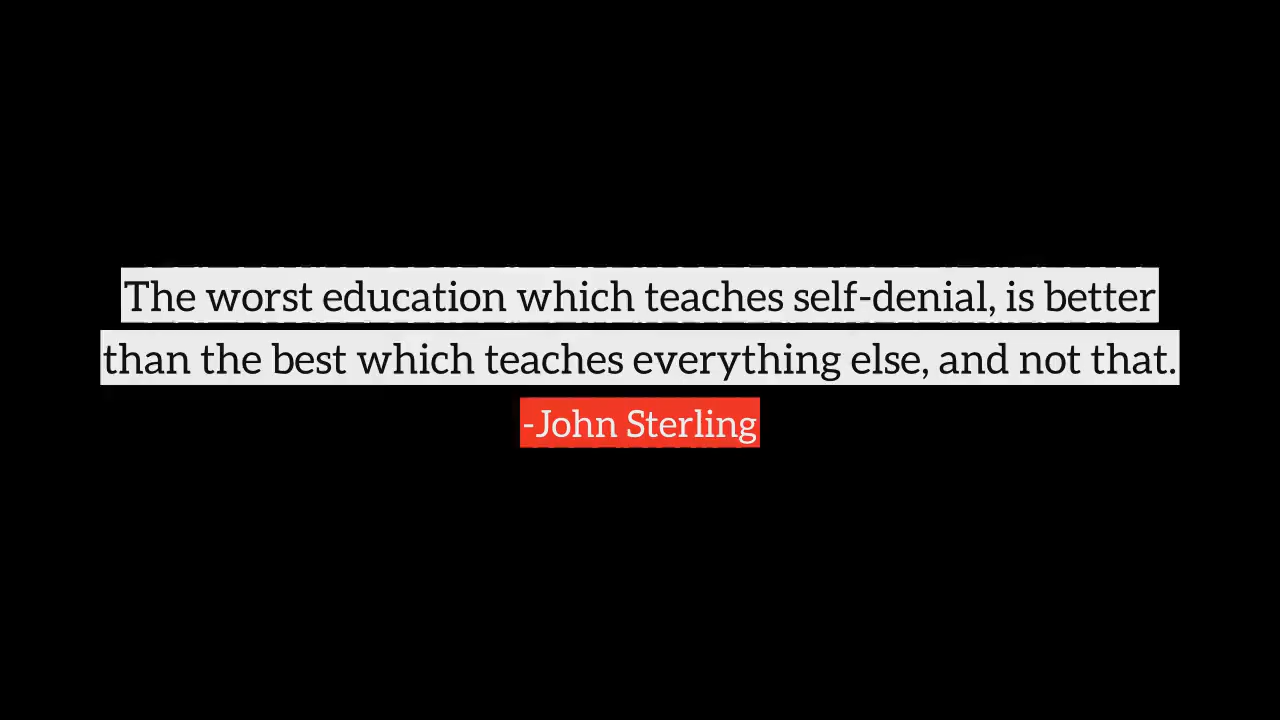 The worst education which teaches self-denial, is better
than the best which teaches everything else, and not that.
-John Sterling